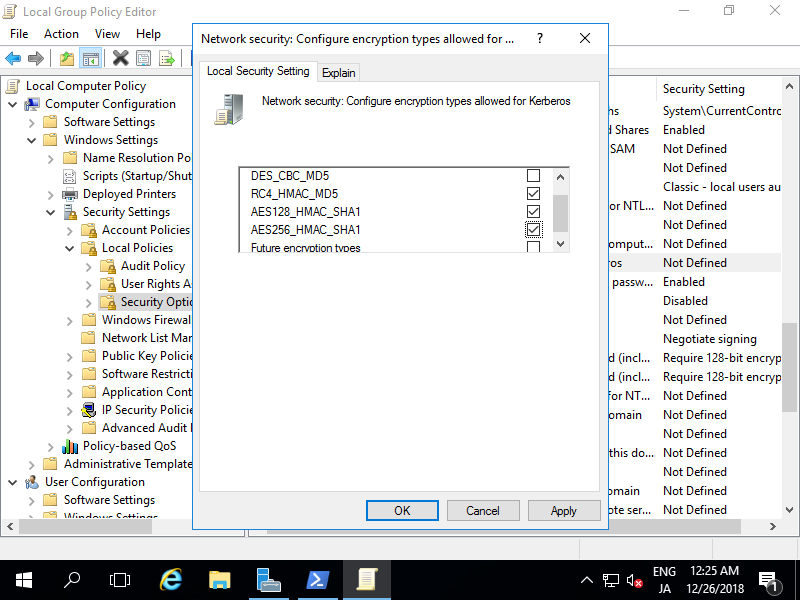 Local Group Policy Editor
File Action View Help
Network security: Configure encryption types allowed for ... ?
Local Security Setting Explain
Network security: Configure encryption types allowed for Kerberos
DES_CBC_MD5
RC4_HMAC_MD5
AES128_HMAC_SHA1
AES256_HMAC_SHA1
Future encryption types
OK Cancel Apply
Local Computer Policy
Computer Configuration
Software Settings
Windows Settings
Name Resolution Po
Scripts (Startup/Shut
Deployed Printers
Security Settings
Account Policies
Local Policies
Audit Policy
User Rights A
Security Optio
Windows Firewal
Network List Mar
Public Key Policie
Software Restricti
Application Cont
IP Security Policie
Advanced Audit
Policy-based QoS
Administrative Template
User Configuration
Software Settings
Windows Settings
Security Setting
System\CurrentContro
d Shares Enabled
SAM Not Defined
Not Defined
Classic - local users au
or NTL... Not Defined
Not Defined
omput... Not Defined
ros Not Defined
passw... Enabled
Disabled
Not Defined
Negotiate signing
d (incl... Require 128-bit encryp
d (incl... Require 128-bit encryp
for NT... Not Defined
omain Not Defined
Not Defined
this do... Not Defined
Not Defined
omain Not Defined
ote ser... Not Defined
ENG
JA
12:25 AM
12/26/2018
1